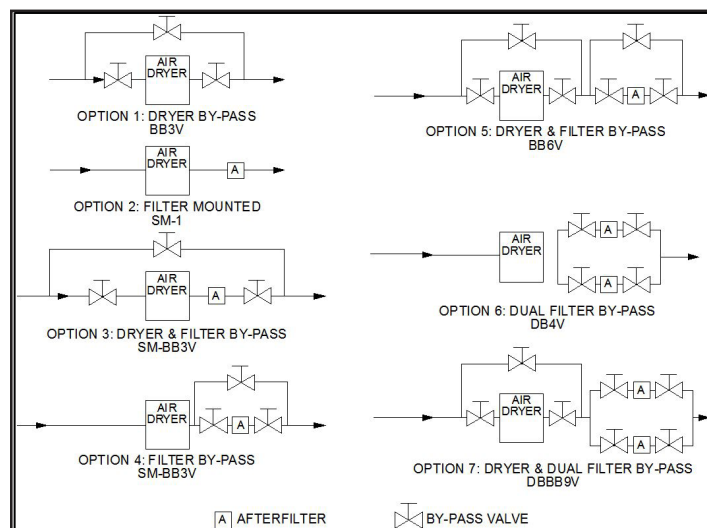 AIR
DRYER
OPTION 1: DRYER BY-PASS
BB3V
AIR
DRYER
A
OPTION 2: FILTER MOUNTED
SM-1
AIR
DRYER
A
OPTION 3: DRYER & FILTER BY-PASS
SM-BB3V
AIR
DRYER
A
OPTION 4: FILTER BY-PASS
SM-BB3V
AIR
DRYER
A
OPTION 5: DRYER & FILTER BY-PASS
BB6V
AIR
DRYER
A
A
OPTION 6: DUAL FILTER BY-PASS
DB4V
AIR
DRYER
A
A
OPTION 7: DRYER & DUAL FILTER BY-PASS
DBBB9V
A AFTERFILTER
BY-PASS VALVE